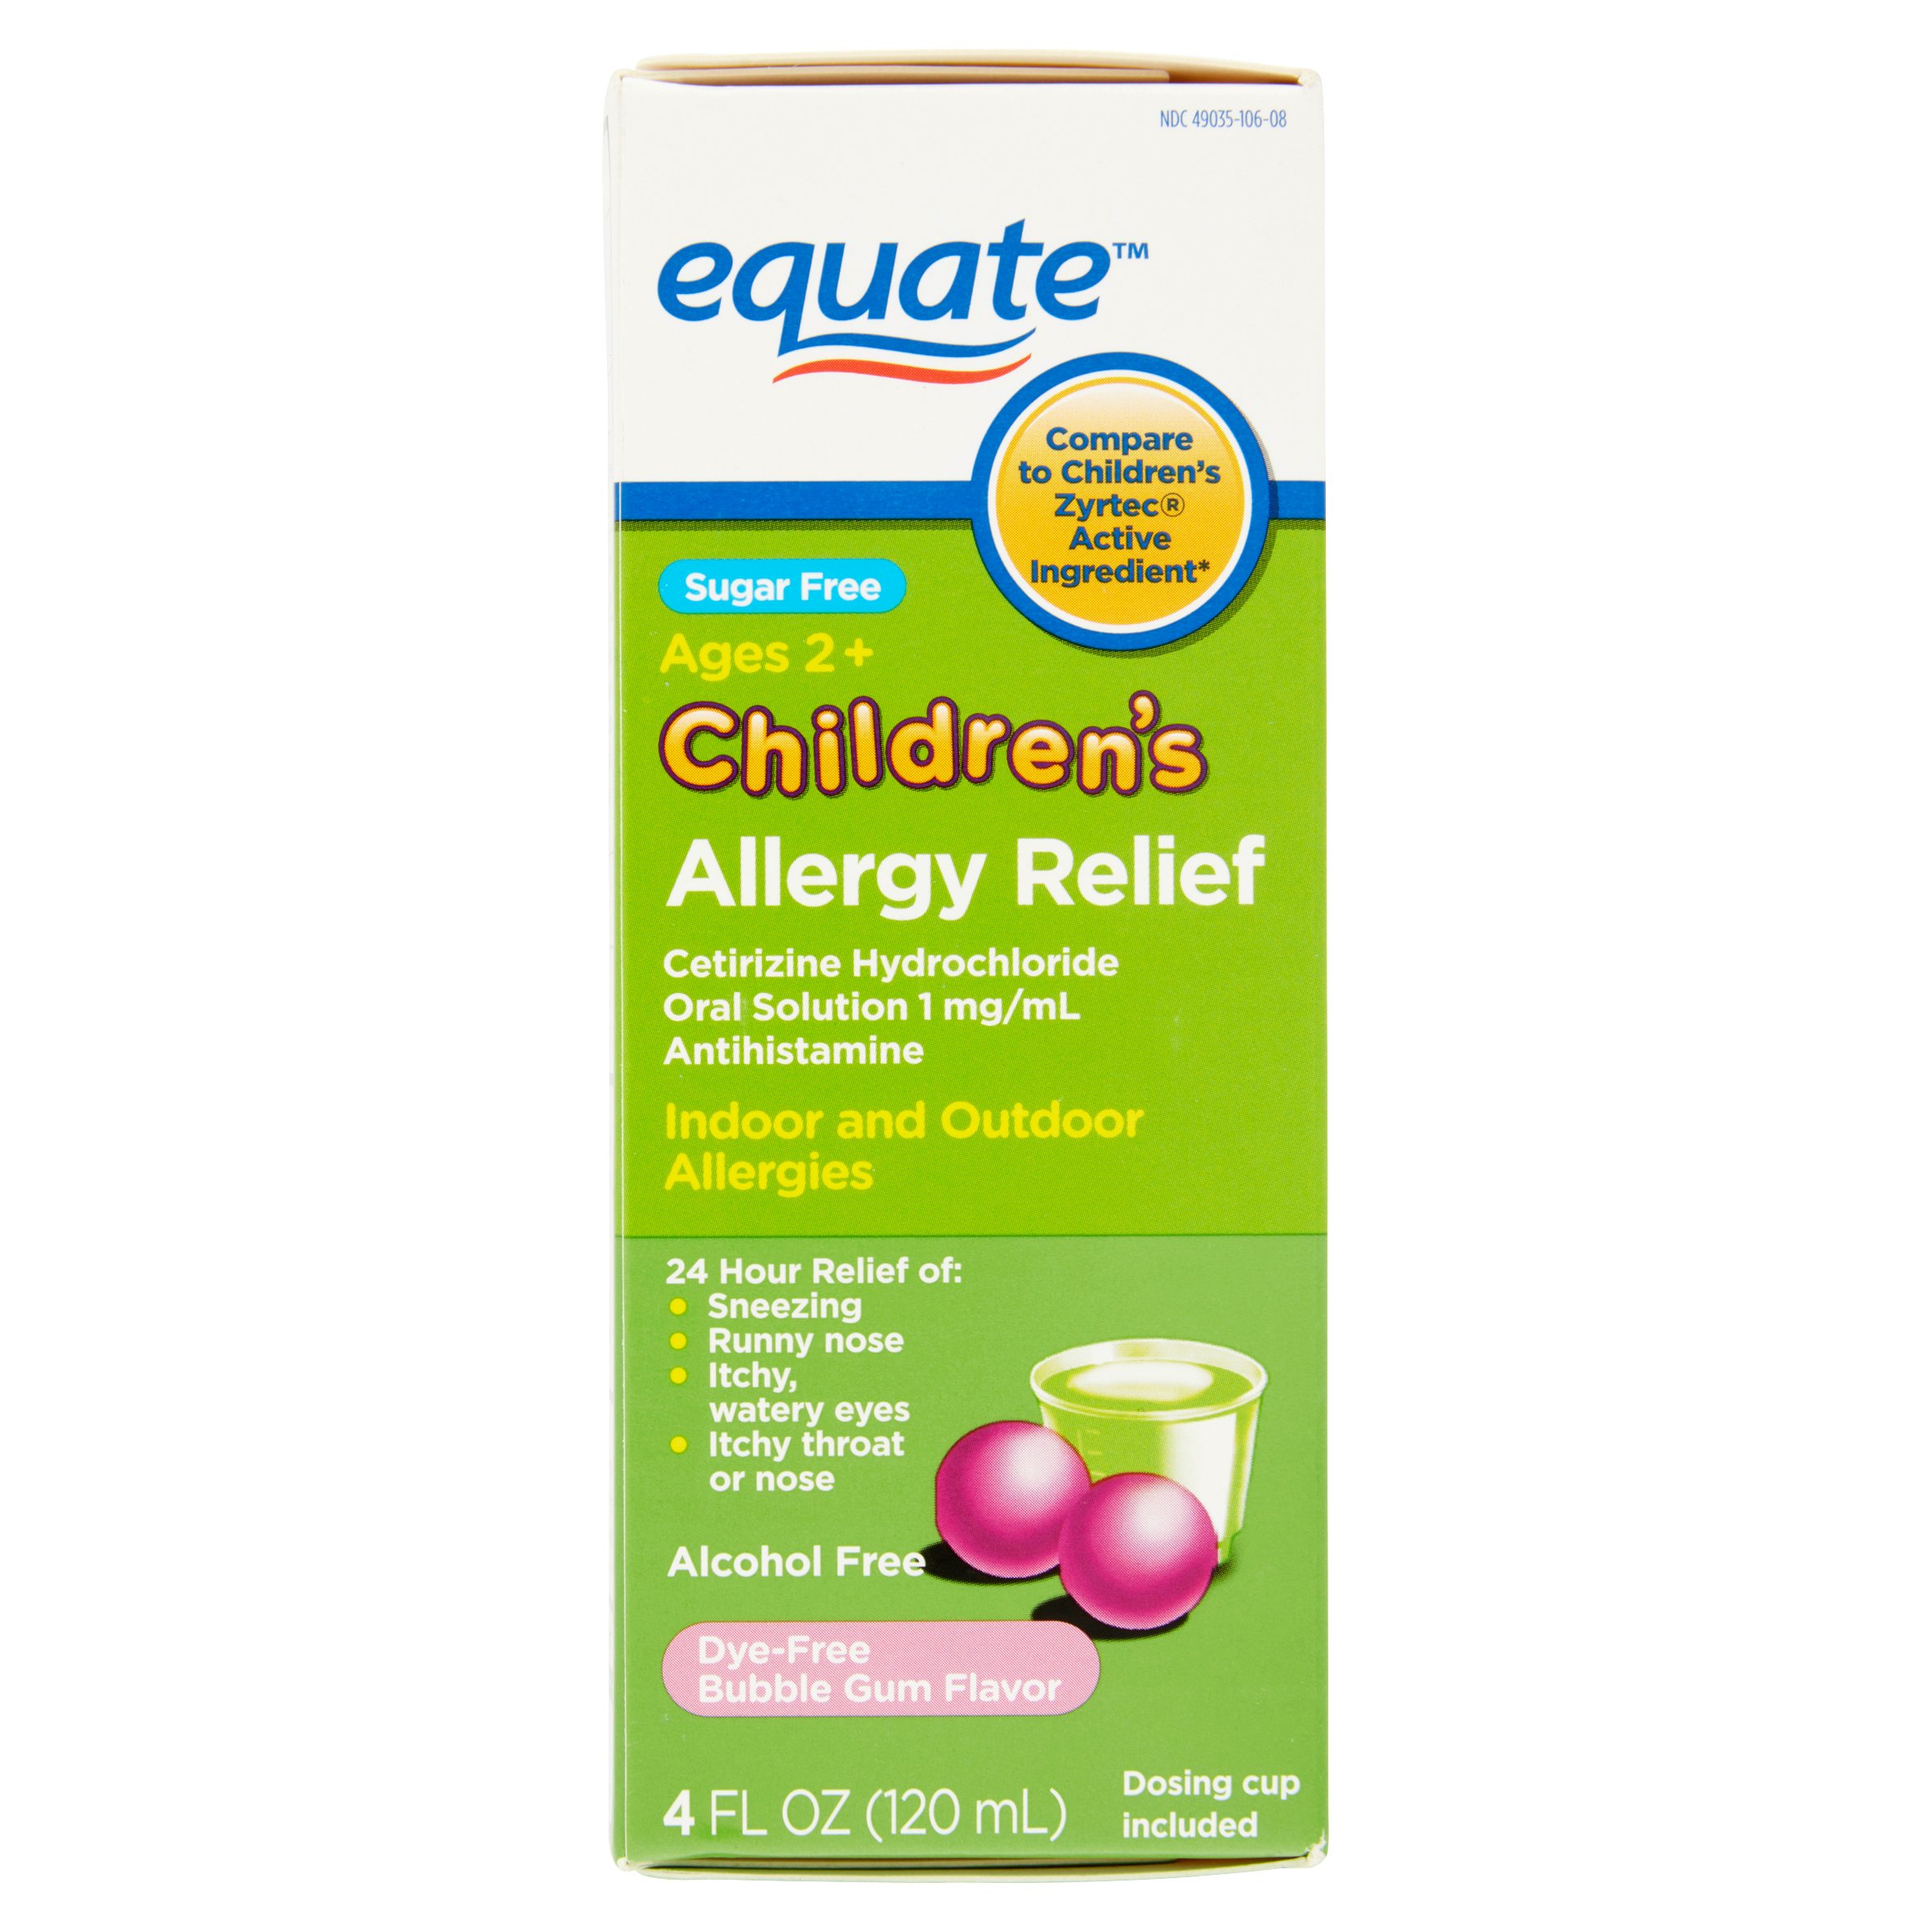 NDC 49035-106-08
equate™
Compare
to Children's
Zyrtec®
Active
Ingredient*
Sugar Free
Ages 2+
Children's
Allergy Relief
Cetirizine Hydrochloride
Oral Solution 1 mg/mL
Antihistamine
Indoor and Outdoor
Allergies
24 Hour Relief of:
Sneezing
Runny nose
Itchy,
watery eyes
Itchy throat
or nose
Alcohol Free
Dye-Free
Bubble Gum Flavor
4 FL OZ (120 mL)
Dosing cup
included